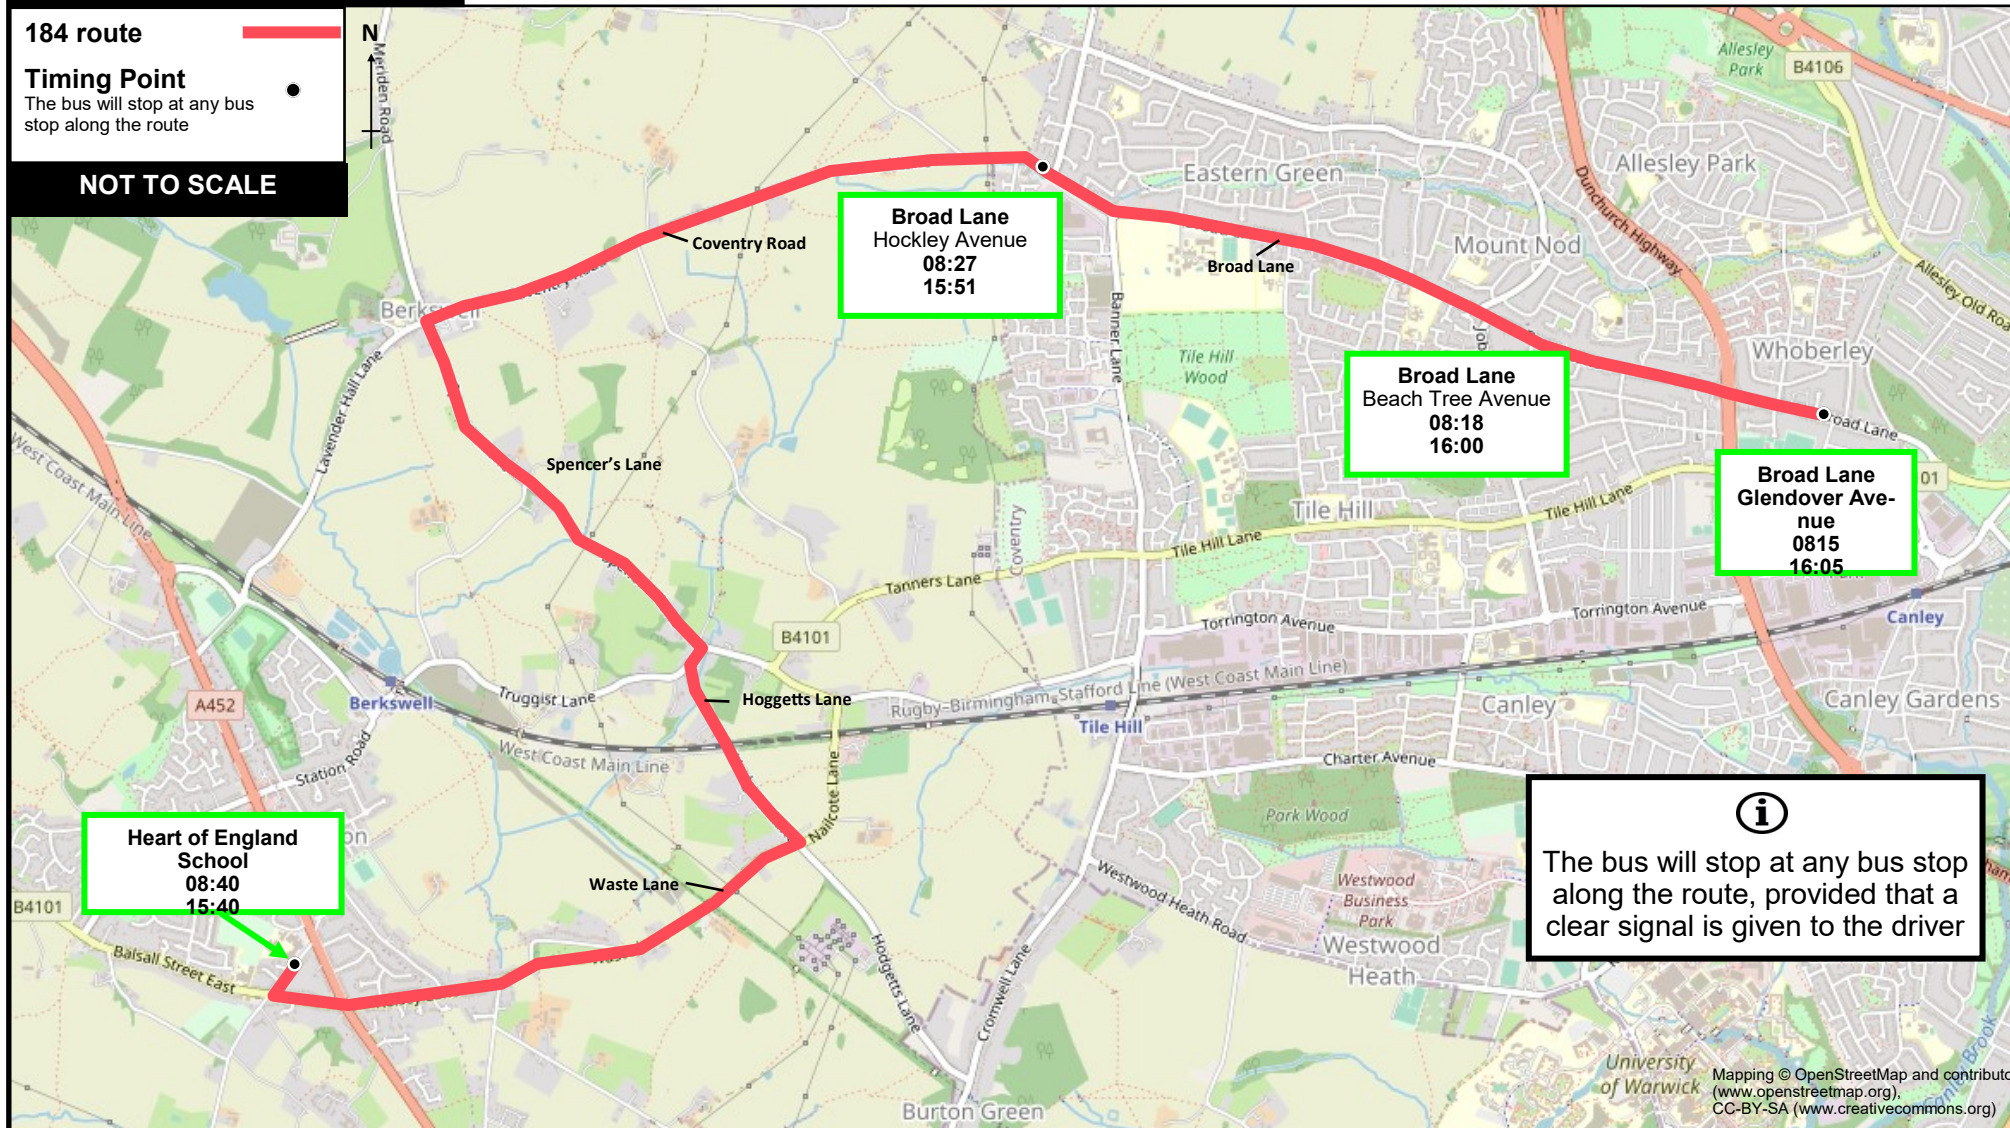 184 route
Timing Point
The bus will stop at any bus
stop along the route
NOT TO SCALE
N
Meriden Road
Allesley
Park
B4106
Eastern Green
Allesley Park
Dunchurch Highway
Mount Nod
Allesley Old Roa
Whoberley
Coventry Road
Broad Lane
Hockley Avenue
08:27
15:51
Broad Lane
Banner Lane
Tile Hill
Wood
Job
Broad Lane
Beach Tree Avenue
08:18
16:00
oad Lane
Broad Lane
Glendover Ave-
nue
0815
16:05
01
Berkswell
Lavender Hall Lane
West Coast Main Line
Spencer's Lane
Coventry
Tile Hill
Tile Hill Lane
Tile Hill Lane
Tanners Lane
B4101
Torrington Avenue
Torrington Avenue
Canley
A452
Berkswell
Truggist Lane
Hoggetts Lane
Rugby-Birmingham-Stafford Line (West Coast Main Line)
Tile Hill
Canley
Canley Gardens
West Coast Main Line
Station Road
Nailcote Lane
Charter Avenue
Park Wood
Heart of England
School
08:40
15:40
on
Waste Lane
B4101
Balsall Street East
Hodgetts Lane
Cromwell Lane
Westwood Heath Road
Westwood
Business
Park
Westwood
Heath
The bus will stop at any bus stop
along the route, provided that a
clear signal is given to the driver
University
of Warwick
Burton Green
Mapping © OpenStreetMap and contributo
(www.openstreetmap.org),
CC-BY-SA (www.creativecommons.org)